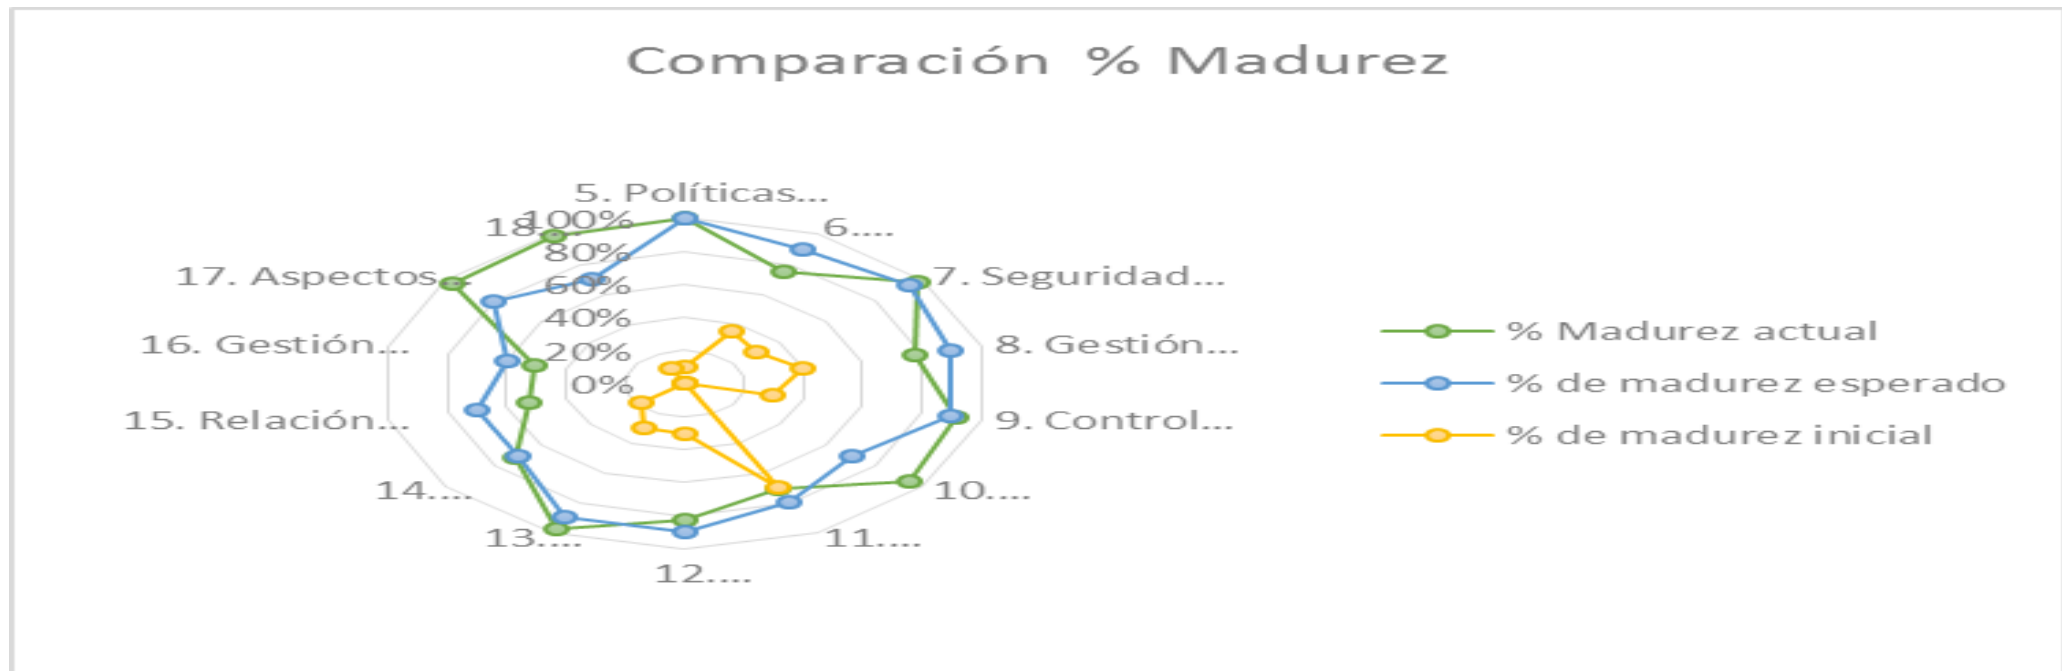 Comparación % Madurez
5. Políticas...
6....
7. Seguridad...
8. Gestión...
9. Control...
10....
11....
12....
13....
14....
15. Relación...
16. Gestión...
17. Aspectos...
18....
100%
80%
60%
40%
20%
0%
% Madurez actual
% de madurez esperado
% de madurez inicial